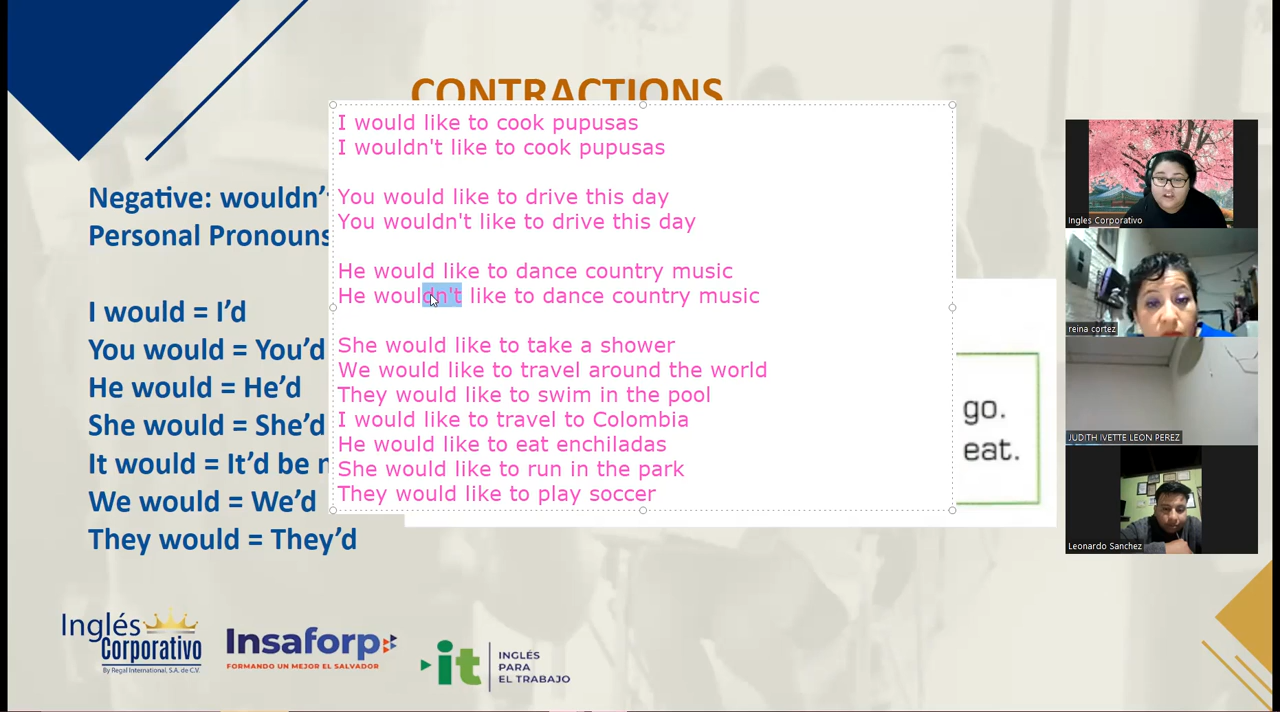 CONTRACTIONS
Negative: wouldn't
Personal Pronouns
I would = I'd
You would = You'd
He would = He'd
She would = She'd
It would = It'd be
We would = We'd
They would = They'd
I would like to cook pupusas
I wouldn't like to cook pupusas
You would like to drive this day
You wouldn't like to drive this day
He would like to dance country music
He wouldn't like to dance country music
She would like to take a shower
We would like to travel around the world
They would like to swim in the pool
I would like to travel to Colombia
He would like to eat enchiladas
She would like to run in the park
They would like to play soccer
go.
eat.
Ingles Corporativo
reina cortez
JUDITH IVETTE LEON PEREZ
Leonardo Sanchez
Inglés
Corporativo
By Regal International, S.A. de C.V.
Insaforp
FORMANDO UN MEJOR EL SALVADOR
it
INGLÉS
PARA
EL TRABAJO